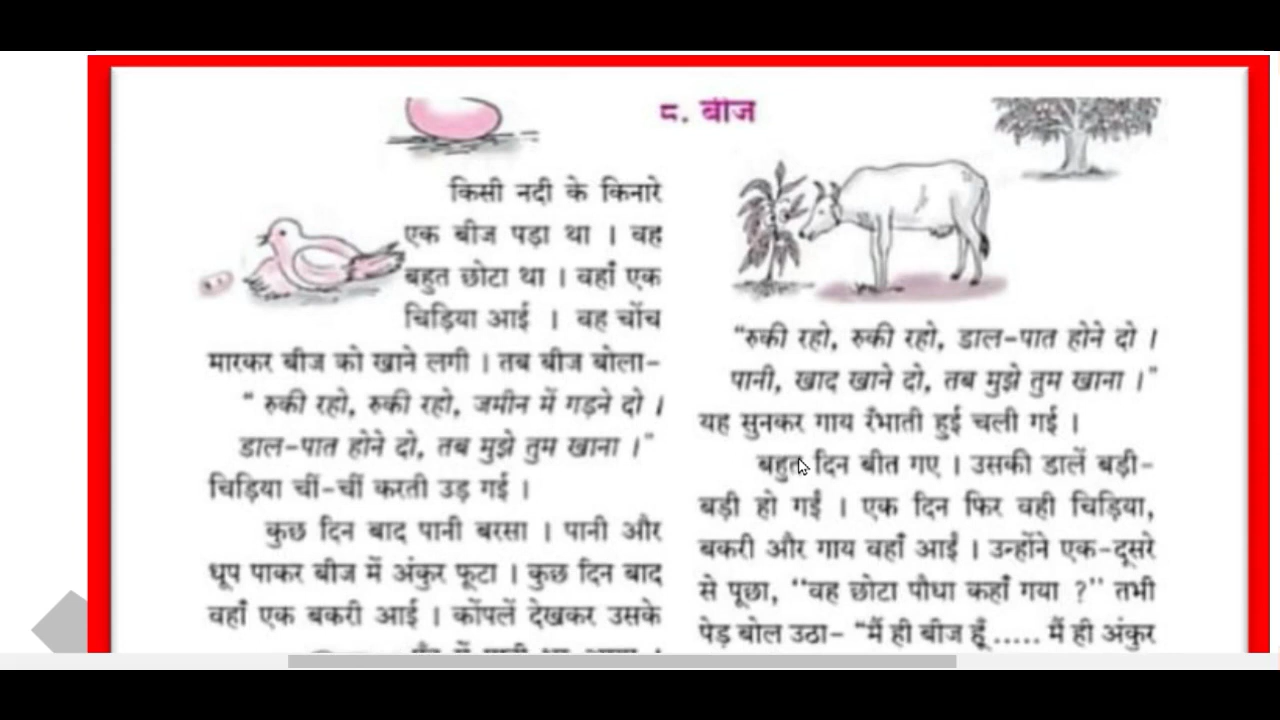 ८. बीज
किसी नदी के किनारे
एक बीज पड़ा था । वह
बहुत छोटा था । वहाँ एक
चिड़िया आई । वह चोंच
मारकर बीज को खाने लगी । तब बीज बोला-
“ रुकी रहो, रुकी रहो, जमीन में गड़ने दो ।
डाल-पात होने दो, तब मुझे तुम खाना ।”
चिड़िया चीं-चीं करती उड़ गई ।
कुछ दिन बाद पानी बरसा । पानी और
धूप पाकर बीज में अंकुर फूटा । कुछ दिन बाद
वहाँ एक बकरी आई । कोंपलें देखकर उसके
“रुकी रहो, रुकी रहो, डाल-पात होने दो ।
पानी, खाद खाने दो, तब मुझे तुम खाना ।”
यह सुनकर गाय रँभाती हुई चली गई ।
बहुत दिन बीत गए । उसकी डालें बड़ी-
बड़ी हो गईं । एक दिन फिर वही चिड़िया,
बकरी और गाय वहाँ आईं । उन्होंने एक-दूसरे
से पूछा, ‘‘वह छोटा पौधा कहाँ गया ?’’ तभी
पेड़ बोल उठा- “मैं ही बीज हूँ ..... मैं ही अंकुर